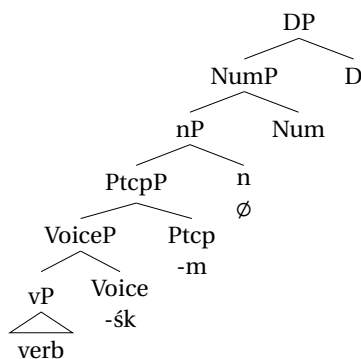 DP
NumP D
nP Num
PtcpP n
∅
VoiceP Ptcp
-m
vP Voice
-śk
verb